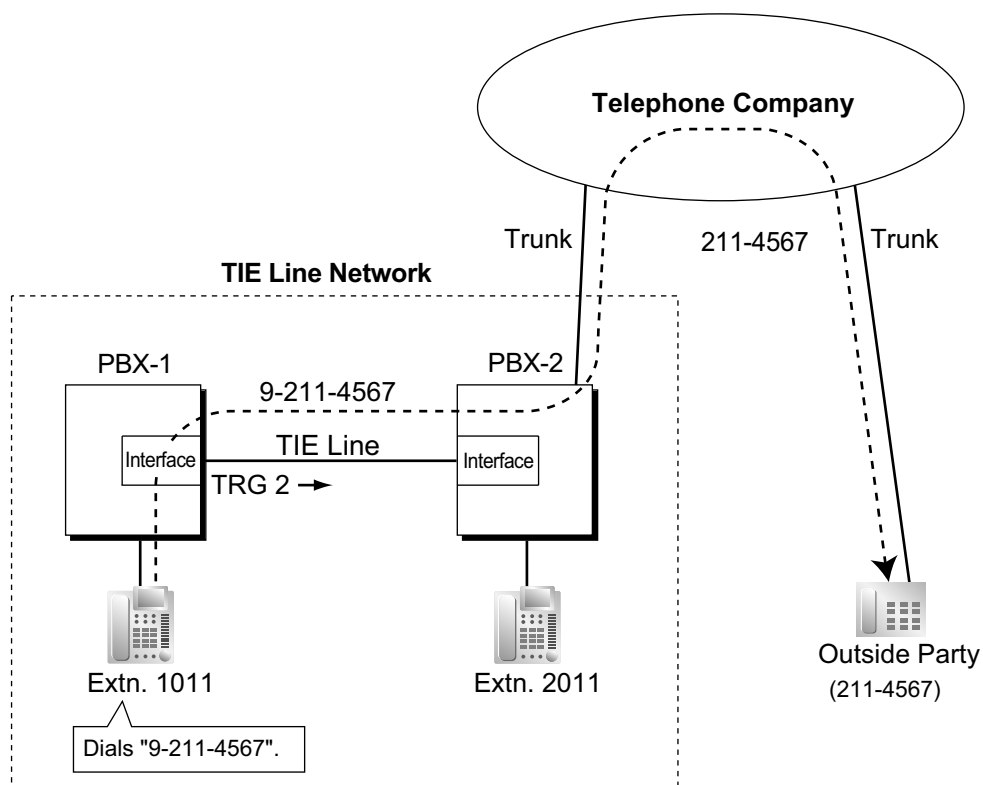 Telephone Company
Trunk
211-4567
Trunk
TIE Line Network
PBX-1
PBX-2
9-211-4567
Interface
TIE Line
Interface
TRG 2
Extn. 1011
Extn. 2011
Outside Party
(211-4567)
Dials "9-211-4567".